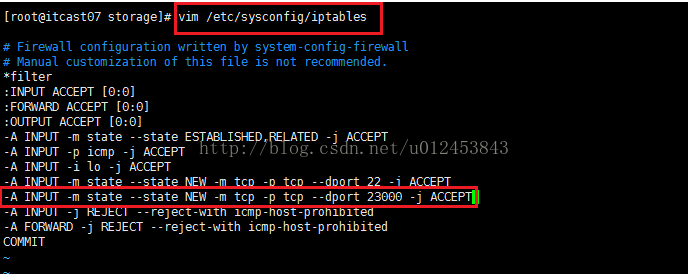 [root@itcast07 storage]# vim /etc/sysconfig/iptables
# Firewall configuration written by system-config-firewall
# Manual customization of this file is not recommended.
*filter
:INPUT ACCEPT [0:0]
:FORWARD ACCEPT [0:0]
:OUTPUT ACCEPT [0:0]
-A INPUT -m state --state ESTABLISHED,RELATED -j ACCEPT
http://blog.csdn.net/u012453843
-A INPUT -p icmp -j ACCEPT
-A INPUT -i lo -j ACCEPT
-A INPUT -m state --state NEW -m tcp -p tcp --dport 22 -j ACCEPT
-A INPUT -m state --state NEW -m tcp -p tcp --dport 23000 -j ACCEPT
-A INPUT -j REJECT --reject-with icmp-host-prohibited
-A FORWARD -j REJECT --reject-with icmp-host-prohibited
COMMIT
~
~